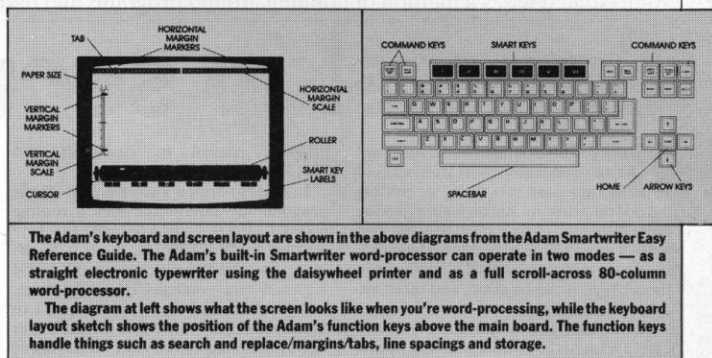 TAB
HORIZONTAL
MARGIN
MARKERS
PAPER SIZE
VERTICAL
MARGIN
MARKERS
VERTICAL
MARGIN
SCALE
CURSOR
HORIZONTAL
MARGIN
SCALE
ROLLER
SMART KEY
LABELS
COMMAND KEYS
SMART KEYS
COMMAND KEYS
I II III IV V VI
Q W E R T Y U I O P
A S D F G H J K L
Z X C V B N M
SPACEBAR
HOME
ARROW KEYS
The Adam's keyboard and screen layout are shown in the above diagrams from the Adam Smartwriter Easy
Reference Guide. The Adam's built-in Smartwriter word-processor can operate in two modes — as a
straight electronic typewriter using the daisywheel printer and as a full scroll-across 80-column
word-processor.
The diagram at left shows what the screen looks like when you're word-processing, while the keyboard
layout sketch shows the position of the Adam's function keys above the main board. The function keys
handle things such as search and replace/margins/tabs, line spacings and storage.